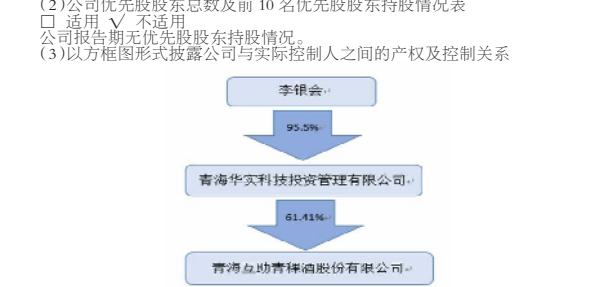 (2)公司优先股股东总数及前 10 名优先股股东持股情况表
□ 适用 √ 不适用
公司报告期无优先股股东持股情况。
(3)以方框图形式披露公司与实际控制人之间的产权及控制关系
李银会
95.5%
青海华实科技投资管理有限公司
61.41%
青海互助青稞酒股份有限公司